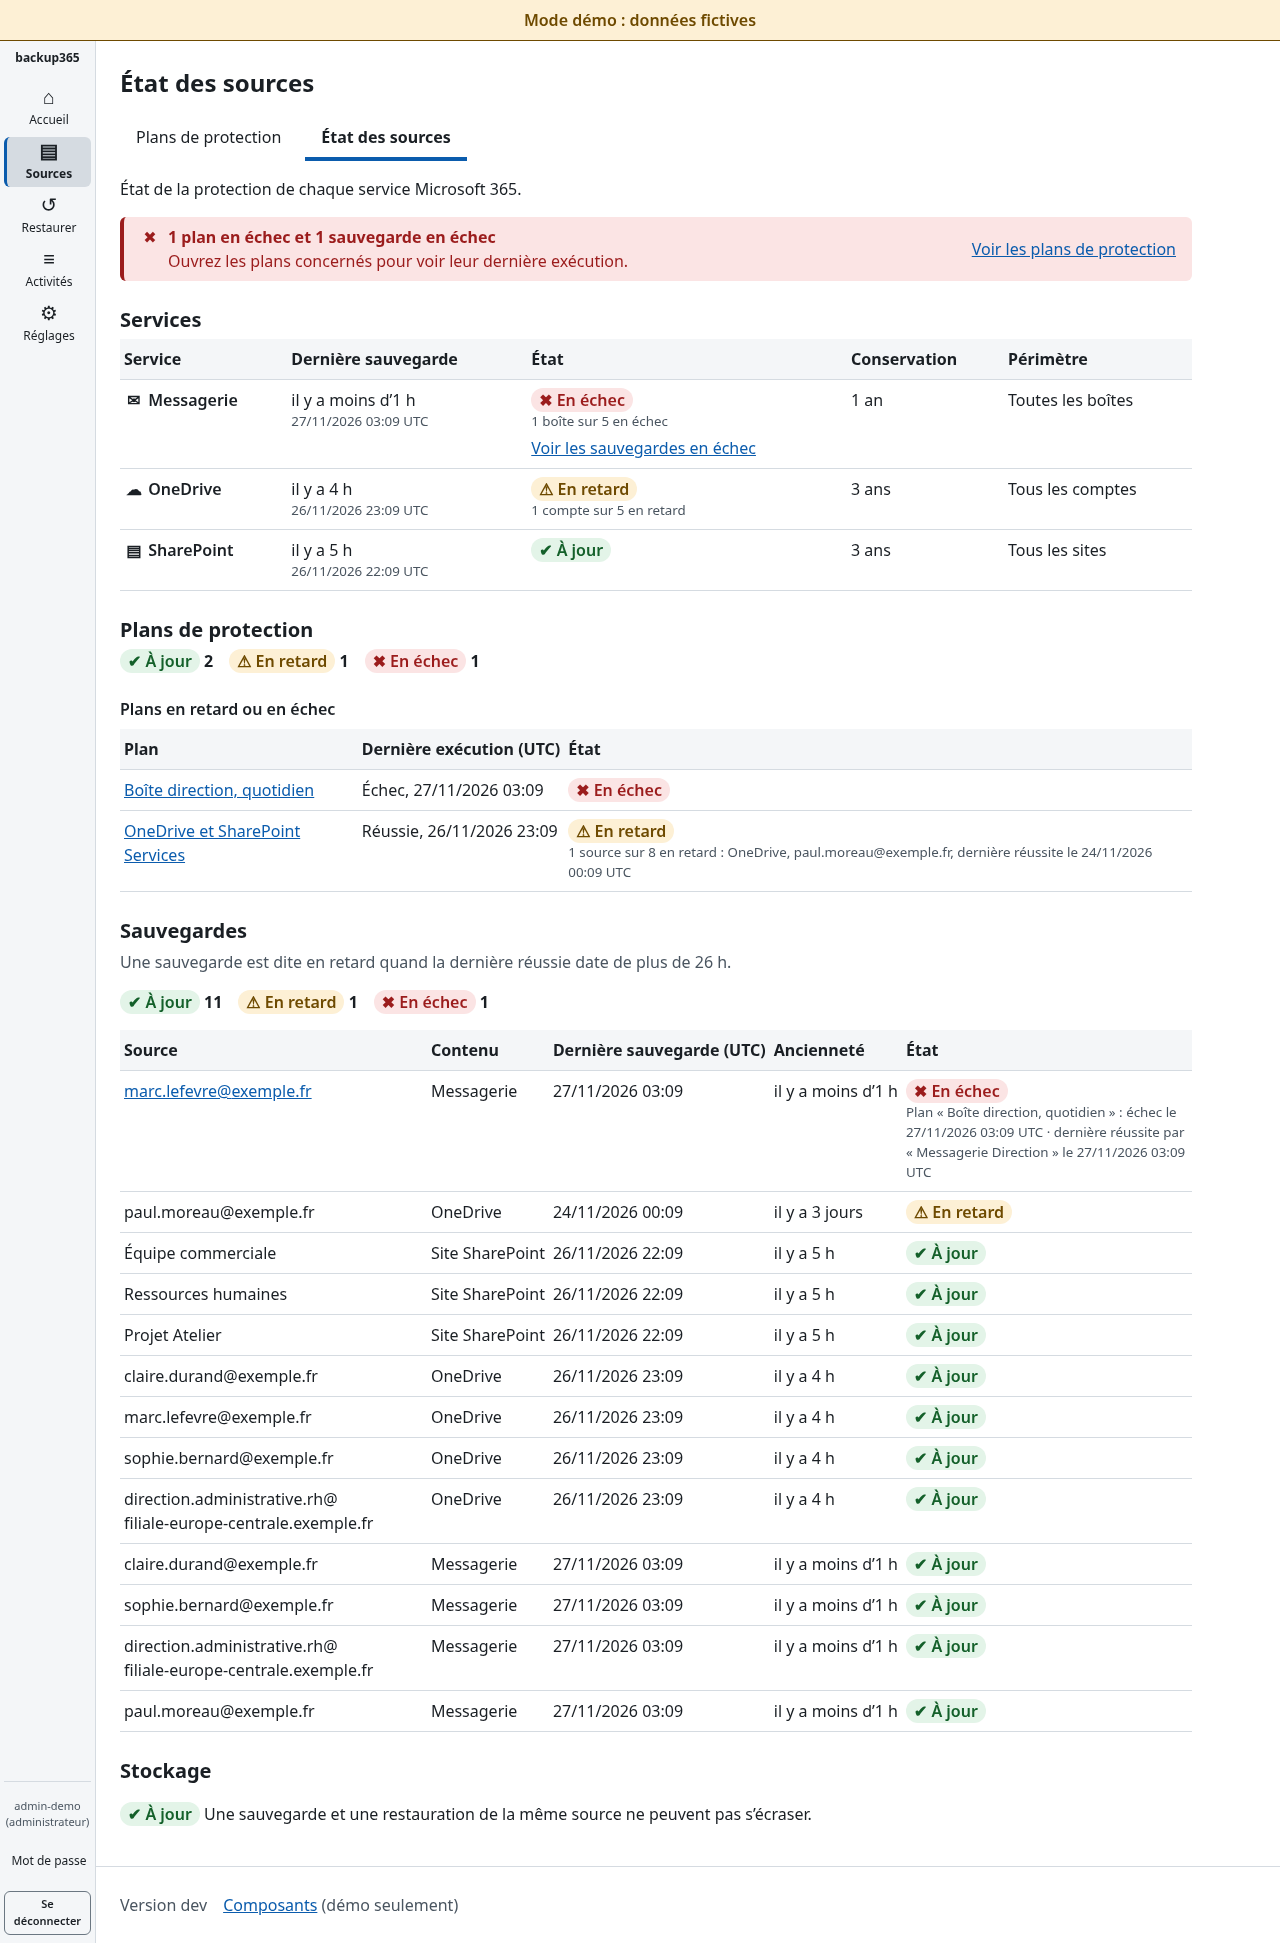 Mode démo : données fictives
backup365
Accueil
Sources
Restaurer
Activités
Réglages
État des sources
Plans de protection
État des sources
État de la protection de chaque service Microsoft 365.
✖ 1 plan en échec et 1 sauvegarde en échec
Ouvrez les plans concernés pour voir leur dernière exécution.
Voir les plans de protection
Services
Service Dernière sauvegarde État Conservation Périmètre
✉ Messagerie il y a moins d’1 h ✖ En échec 1 an Toutes les boîtes
27/11/2026 03:09 UTC 1 boîte sur 5 en échec
Voir les sauvegardes en échec
☁ OneDrive il y a 4 h ⚠ En retard 3 ans Tous les comptes
26/11/2026 23:09 UTC 1 compte sur 5 en retard
▤ SharePoint il y a 5 h ✔ À jour 3 ans Tous les sites
26/11/2026 22:09 UTC
Plans de protection
✔ À jour 2 ⚠ En retard 1 ✖ En échec 1
Plans en retard ou en échec
Plan Dernière exécution (UTC) État
Boîte direction, quotidien Échec, 27/11/2026 03:09 ✖ En échec
OneDrive et SharePoint Réussie, 26/11/2026 23:09 ⚠ En retard
Services
1 source sur 8 en retard : OneDrive, paul.moreau@exemple.fr, dernière réussite le 24/11/2026
00:09 UTC
Sauvegardes
Une sauvegarde est dite en retard quand la dernière réussie date de plus de 26 h.
✔ À jour 11 ⚠ En retard 1 ✖ En échec 1
Source Contenu Dernière sauvegarde (UTC) Ancienneté État
marc.lefevre@exemple.fr Messagerie 27/11/2026 03:09 il y a moins d’1 h ✖ En échec
Plan « Boîte direction, quotidien » : échec le
27/11/2026 03:09 UTC · dernière réussite par
« Messagerie Direction » le 27/11/2026 03:09
UTC
paul.moreau@exemple.fr OneDrive 24/11/2026 00:09 il y a 3 jours ⚠ En retard
Équipe commerciale Site SharePoint 26/11/2026 22:09 il y a 5 h ✔ À jour
Ressources humaines Site SharePoint 26/11/2026 22:09 il y a 5 h ✔ À jour
Projet Atelier Site SharePoint 26/11/2026 22:09 il y a 5 h ✔ À jour
claire.durand@exemple.fr OneDrive 26/11/2026 23:09 il y a 4 h ✔ À jour
marc.lefevre@exemple.fr OneDrive 26/11/2026 23:09 il y a 4 h ✔ À jour
sophie.bernard@exemple.fr OneDrive 26/11/2026 23:09 il y a 4 h ✔ À jour
direction.administrative.rh@ OneDrive 26/11/2026 23:09 il y a 4 h ✔ À jour
filiale-europe-centrale.exemple.fr
claire.durand@exemple.fr Messagerie 27/11/2026 03:09 il y a moins d’1 h ✔ À jour
sophie.bernard@exemple.fr Messagerie 27/11/2026 03:09 il y a moins d’1 h ✔ À jour
direction.administrative.rh@ Messagerie 27/11/2026 03:09 il y a moins d’1 h ✔ À jour
filiale-europe-centrale.exemple.fr
paul.moreau@exemple.fr Messagerie 27/11/2026 03:09 il y a moins d’1 h ✔ À jour
Stockage
✔ À jour Une sauvegarde et une restauration de la même source ne peuvent pas s’écraser.
admin-demo
(administrateur)
Mot de passe
Se
déconnecter
Version dev Composants (démo seulement)